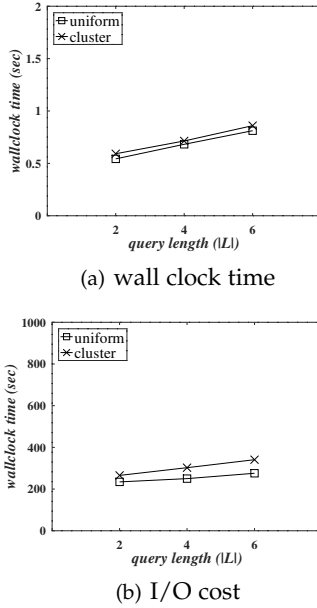 2
1.5
1
0.5
0
uniform
cluster
wallclock time (sec)
2 4 6
query length (|L|)
(a) wall clock time
1000
800
600
400
200
0
uniform
cluster
wallclock time (sec)
2 4 6
query length (|L|)
(b) I/O cost